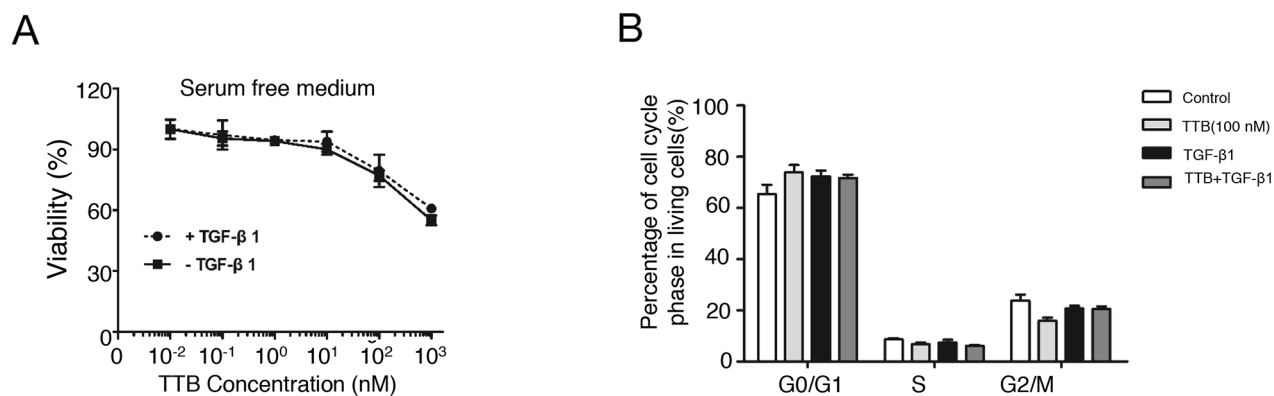 A
Serum free medium
Viability (%)
120
90
60
30
0
+ TGF-β 1
- TGF-β 1
0 10-2 10-1 100 101 102 103
TTB Concentration (nM)
B
Percentage of cell cycle
phase in living cells(%)
100
80
60
40
20
0
G0/G1 S G2/M
Control
TTB(100 nM)
TGF-β1
TTB+TGF-β1